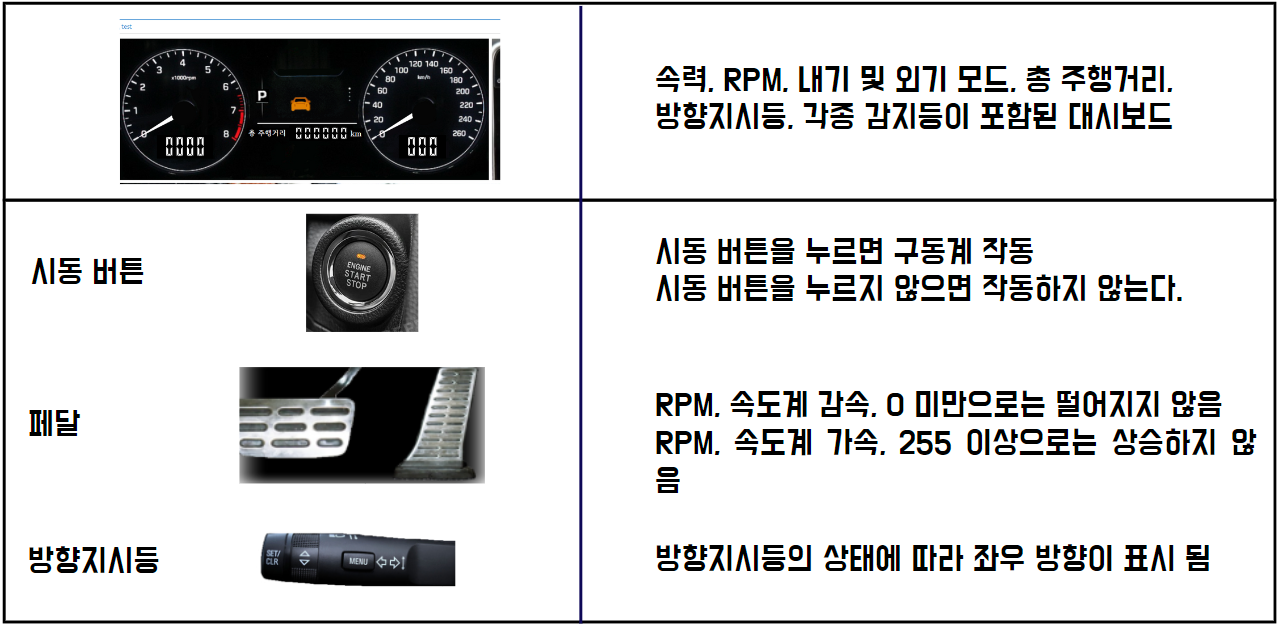 test
속력, RPM, 내기 및 외기 모드, 총 주행거리,
방향지시등, 각종 감지등이 포함된 대시보드
0 1 2 3 4 5 6 7 8
x1000rpm
0000
P
총 주행거리 000000 km
0 20 40 60 80 100 120 140 160 180 200 220 240 260
km/h
000
시동 버튼
ENGINE
START
STOP
시동 버튼을 누르면 구동계 작동
시동 버튼을 누르지 않으면 작동하지 않는다.
페달
RPM, 속도계 감속, 0 미만으로는 떨어지지 않음
RPM, 속도계 가속, 255 이상으로는 상승하지 않
음
방향지시등
SET/
CLR
MENU
방향지시등의 상태에 따라 좌우 방향이 표시 됨